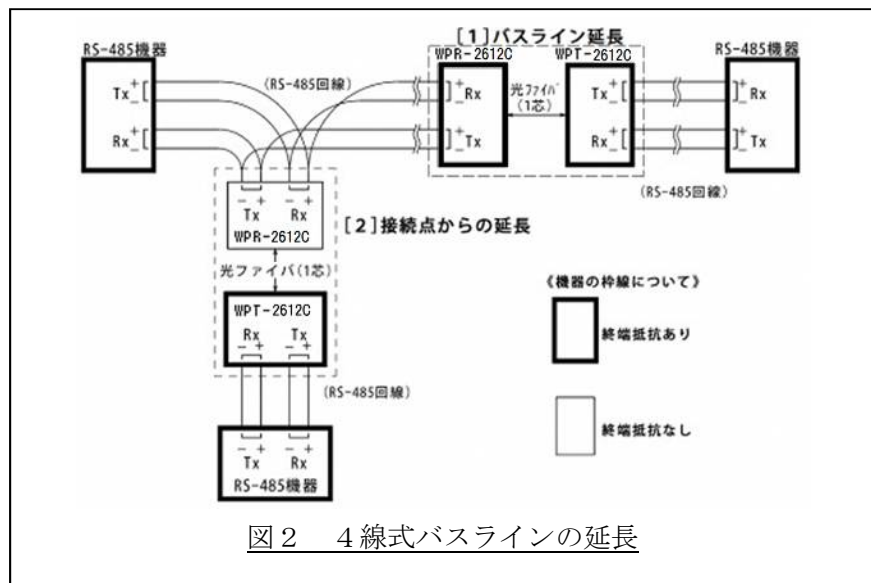 [1]バスライン延長
RS-485機器
WPR-2612C
WPT-2612C
RS-485機器
(RS-485回線)
Tx + −
Rx + −
+ − Rx
+ − Tx
光ファイバ
(1芯)
Tx + −
Rx + −
+ − Rx
+ − Tx
(RS-485回線)
− + − +
Tx Rx
WPR-2612C
[2]接続点からの延長
光ファイバ(1芯)
WPT-2612C
Rx Tx
− + − +
(RS-485回線)
− + − +
Tx Rx
RS-485機器
《機器の枠線について》
終端抵抗あり
終端抵抗なし
図2 4線式バスラインの延長